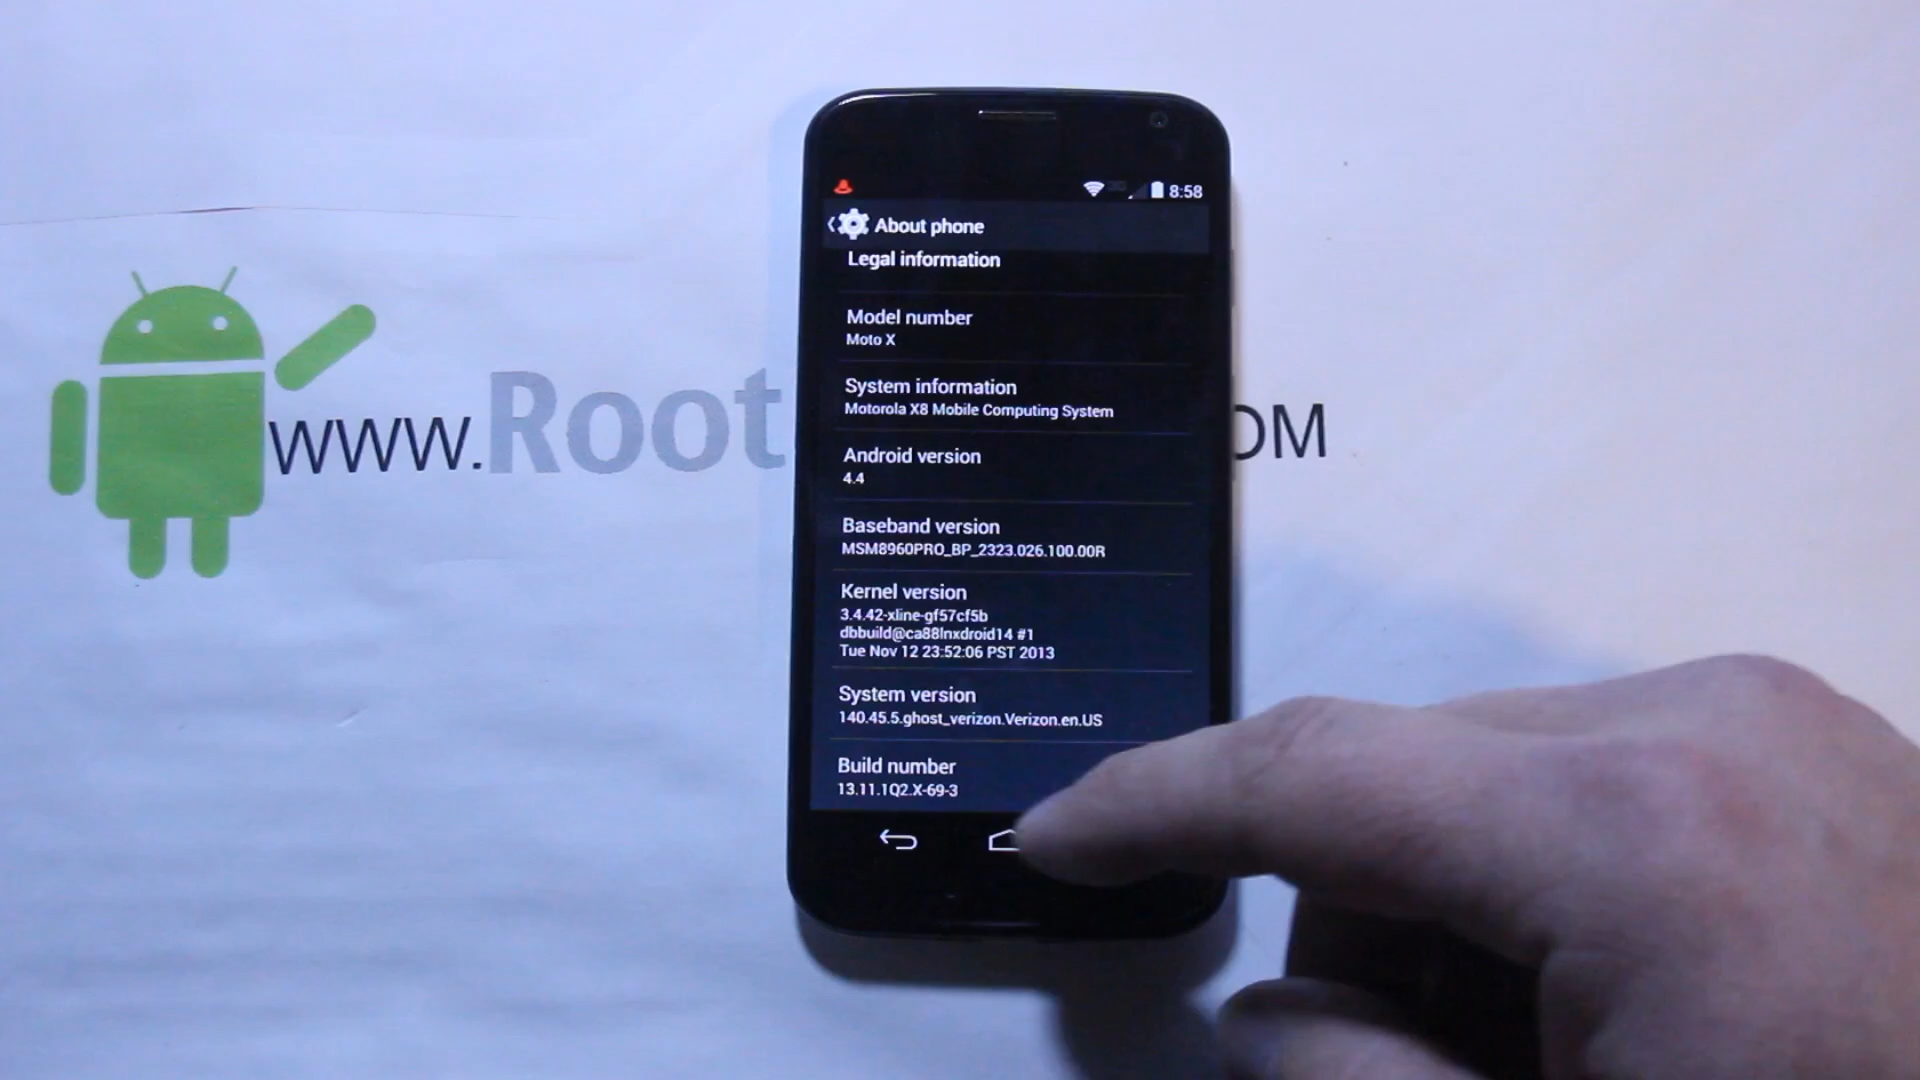 8:58
About phone
Legal information
Model number
Moto X
System information
Motorola X8 Mobile Computing System
Android version
4.4
Baseband version
MSM8960PRO_BP_2323.026.100.00R
Kernel version
3.4.42-xline-gf57cf5b
dbbuild@ca88lnxdroid14 #1
Tue Nov 12 23:52:06 PST 2013
System version
140.45.5.ghost_verizon.Verizon.en.US
Build number
13.11.1Q2.X-69-3
www.Root OM